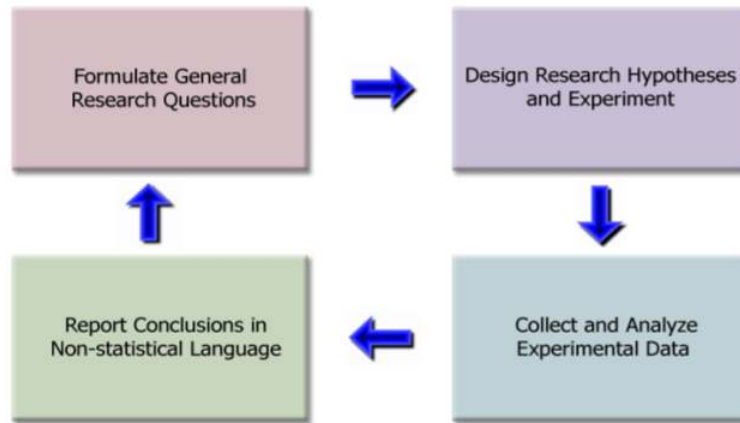 Formulate General
Research Questions
Design Research Hypotheses
and Experiment
Report Conclusions in
Non-statistical Language
Collect and Analyze
Experimental Data